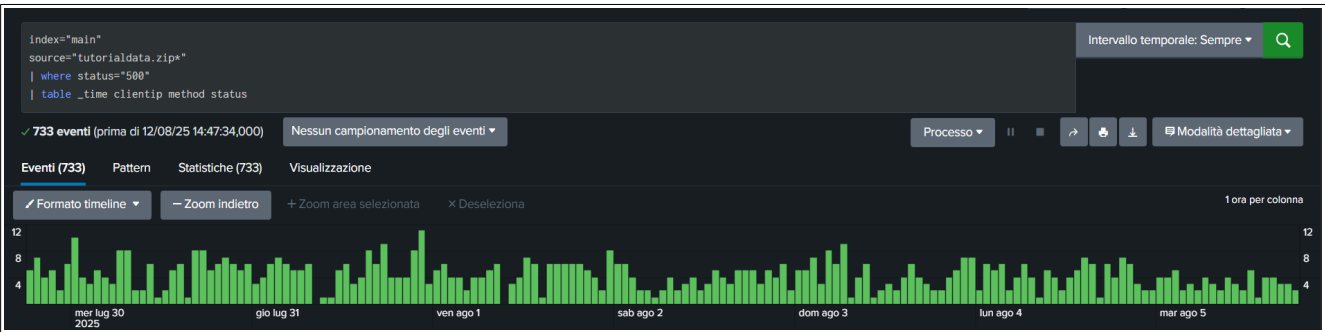 index="main"
source="tutorialdata.zip*"
| where status="500"
| table _time clientip method status
Intervallo temporale: Sempre
733 eventi (prima di 12/08/25 14:47:34,000)
Nessun campionamento degli eventi
Processo
Modalità dettagliata
Eventi (733)
Pattern
Statistiche (733)
Visualizzazione
Formato timeline
— Zoom indietro
+ Zoom area selezionata
× Deseleziona
1 ora per colonna
12
8
4
12
8
4
mer lug 30
2025
gio lug 31
ven ago 1
sab ago 2
dom ago 3
lun ago 4
mar ago 5